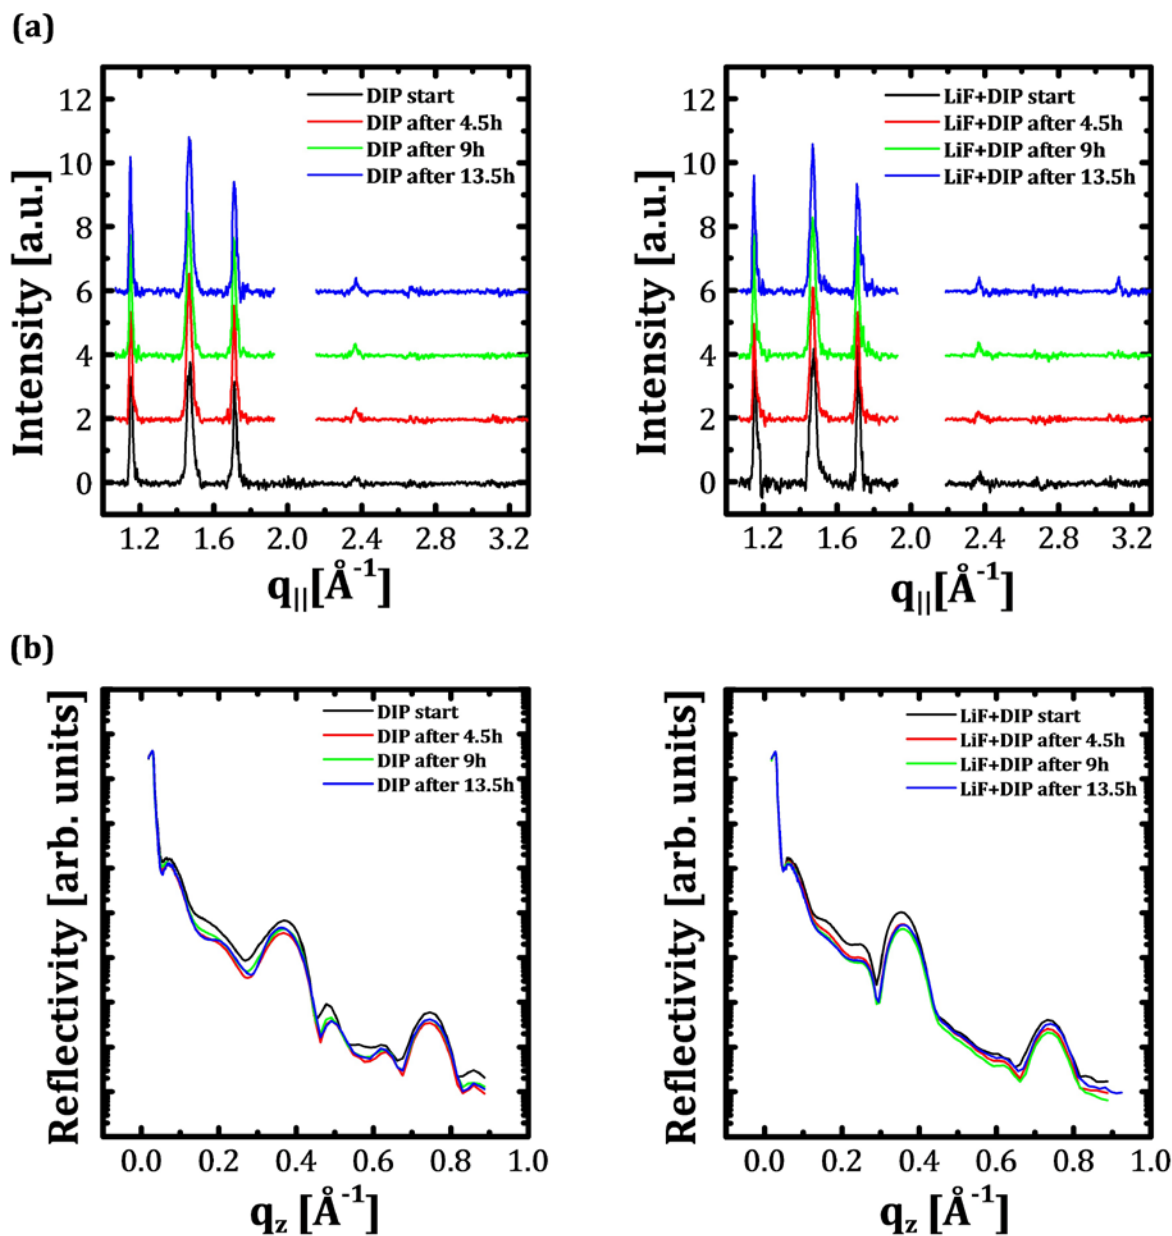 (a)
12
10
8
6
4
2
0
Intensity [a.u.]
DIP start
DIP after 4.5h
DIP after 9h
DIP after 13.5h
1.2 1.6 2.0 2.4 2.8 3.2
q||[Å-1]
12
10
8
6
4
2
0
Intensity [a.u.]
LiF+DIP start
LiF+DIP after 4.5h
LiF+DIP after 9h
LiF+DIP after 13.5h
1.2 1.6 2.0 2.4 2.8 3.2
q||[Å-1]
(b)
Reflectivity [arb. units]
DIP start
DIP after 4.5h
DIP after 9h
DIP after 13.5h
0.0 0.2 0.4 0.6 0.8 1.0
qz [Å-1]
Reflectivity [arb. units]
LiF+DIP start
LiF+DIP after 4.5h
LiF+DIP after 9h
LiF+DIP after 13.5h
0.0 0.2 0.4 0.6 0.8 1.0
qz [Å-1]